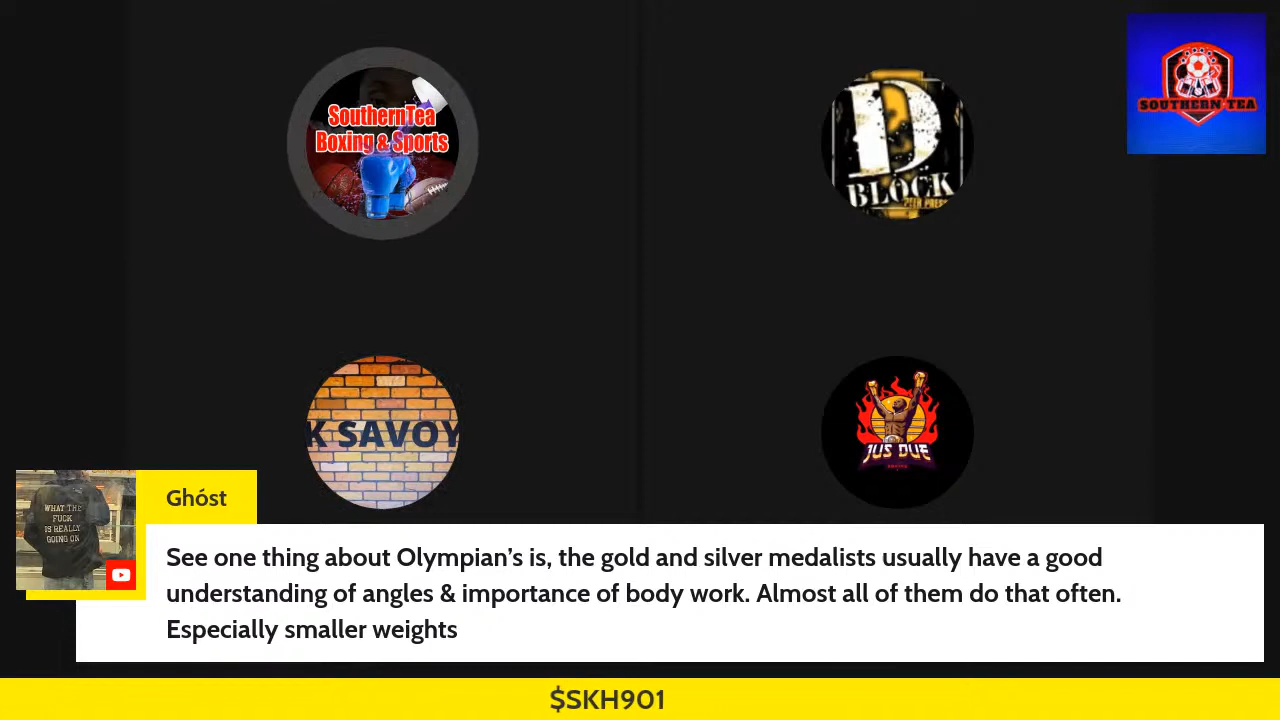 SouthernTea
Boxing & Sports
D
BLOCK
SOUTHERN TEA
K SAVOY
JUS DUE
WHAT THE
FUCK
IS REALLY
GOING ON
Ghóst
See one thing about Olympian’s is, the gold and silver medalists usually have a good
understanding of angles & importance of body work. Almost all of them do that often.
Especially smaller weights
$SKH901